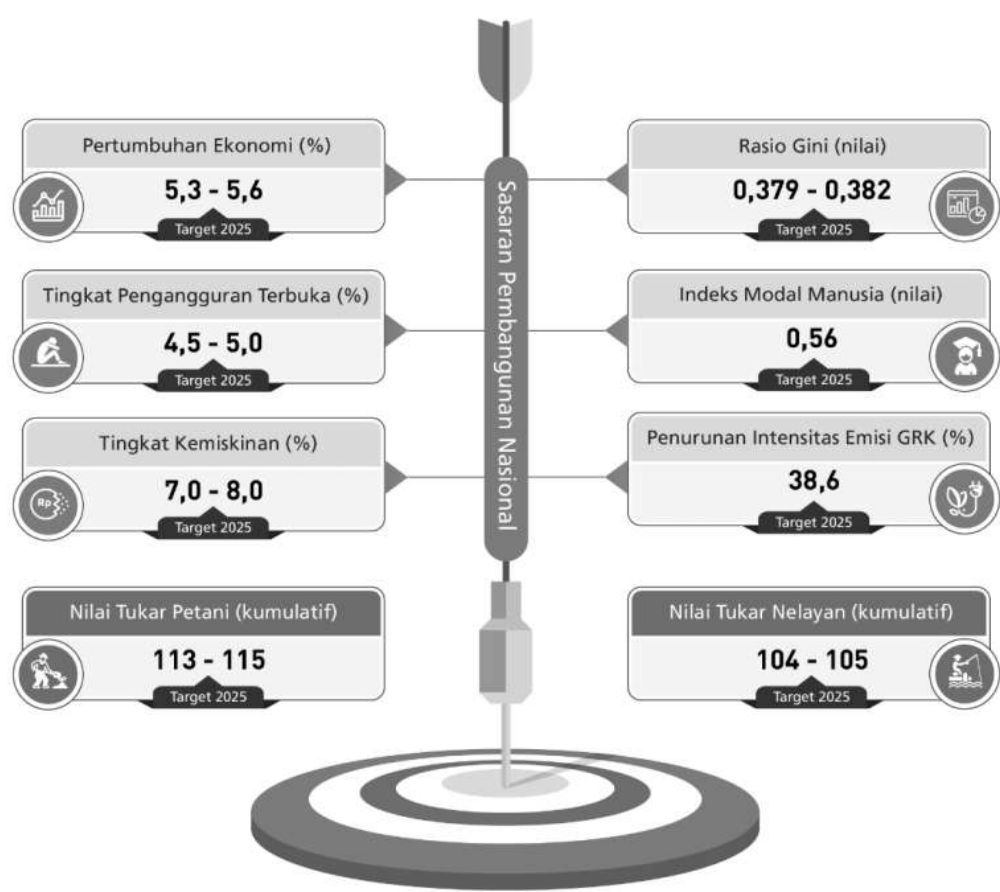 Pertumbuhan Ekonomi (%)
5,3 - 5,6
Target 2025
Tingkat Pengangguran Terbuka (%)
4,5 - 5,0
Target 2025
Tingkat Kemiskinan (%)
Rp
7,0 - 8,0
Target 2025
Nilai Tukar Petani (kumulatif)
113 - 115
Target 2025
Sasaran Pembangunan Nasional
Rasio Gini (nilai)
0,379 - 0,382
Target 2025
Indeks Modal Manusia (nilai)
0,56
Target 2025
Penurunan Intensitas Emisi GRK (%)
38,6
Target 2025
Nilai Tukar Nelayan (kumulatif)
104 - 105
Target 2025